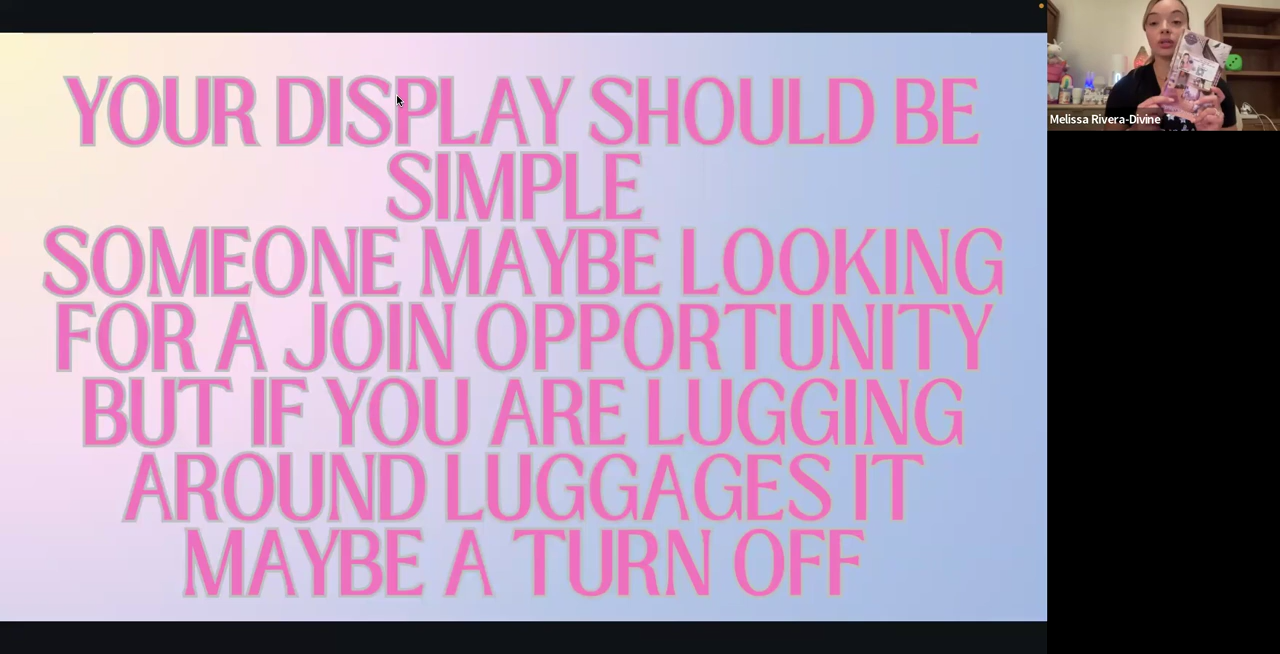 YOUR DISPLAY SHOULD BE
SIMPLE
SOMEONE MAYBE LOOKING
FOR A JOIN OPPORTUNITY
BUT IF YOU ARE LUGGING
AROUND LUGGAGES IT
MAYBE A TURN OFF
Melissa Rivera-Divine